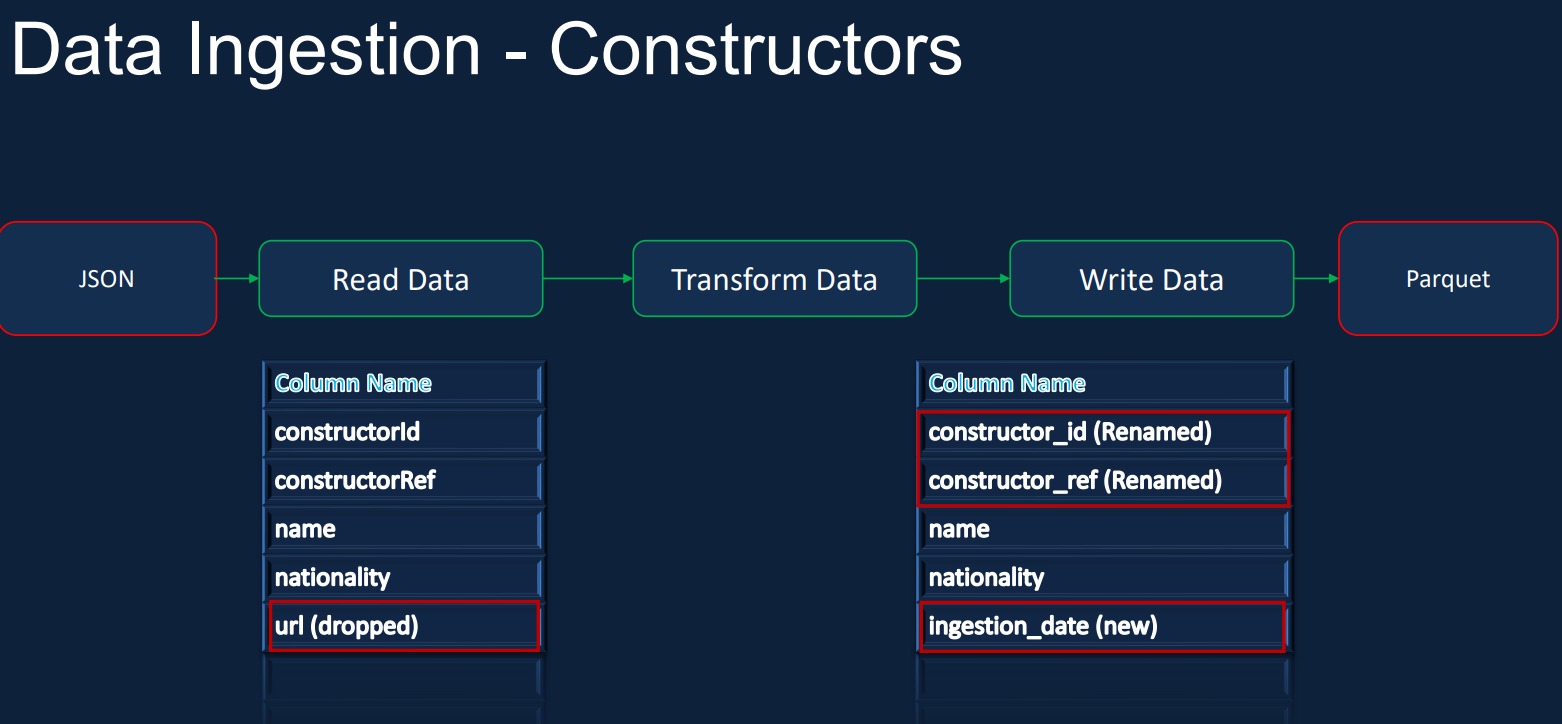 Data Ingestion - Constructors
JSON
Read Data
Transform Data
Write Data
Parquet
Column Name
constructorId
constructorRef
name
nationality
url (dropped)
Column Name
constructor_id (Renamed)
constructor_ref (Renamed)
name
nationality
ingestion_date (new)